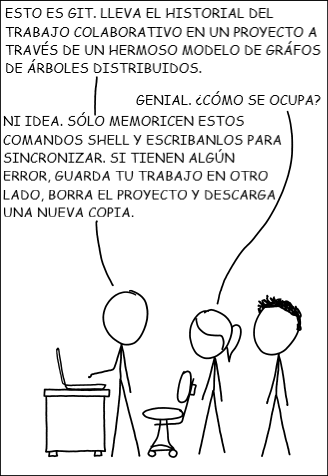 ESTO ES GIT. LLEVA EL HISTORIAL DEL
TRABAJO COLABORATIVO EN UN PROYECTO A
TRAVÉS DE UN HERMOSO MODELO DE GRÁFOS
DE ÁRBOLES DISTRIBUIDOS.
GENIAL. ¿CÓMO SE OCUPA?
NI IDEA. SÓLO MEMORICEN ESTOS
COMANDOS SHELL Y ESCRIBANLOS PARA
SINCRONIZAR. SI TIENEN ALGÚN
ERROR, GUARDA TU TRABAJO EN OTRO
LADO, BORRA EL PROYECTO Y DESCARGA
UNA NUEVA COPIA.